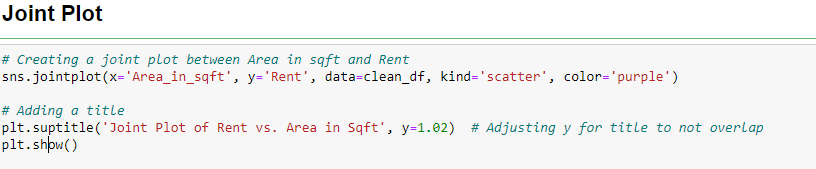 Joint Plot
# Creating a joint plot between Area in sqft and Rent
sns.jointplot(x='Area_in_sqft', y='Rent', data=clean_df, kind='scatter', color='purple')
# Adding a title
plt.suptitle('Joint Plot of Rent vs. Area in Sqft', y=1.02)  # Adjusting y for title to not overlap
plt.show()